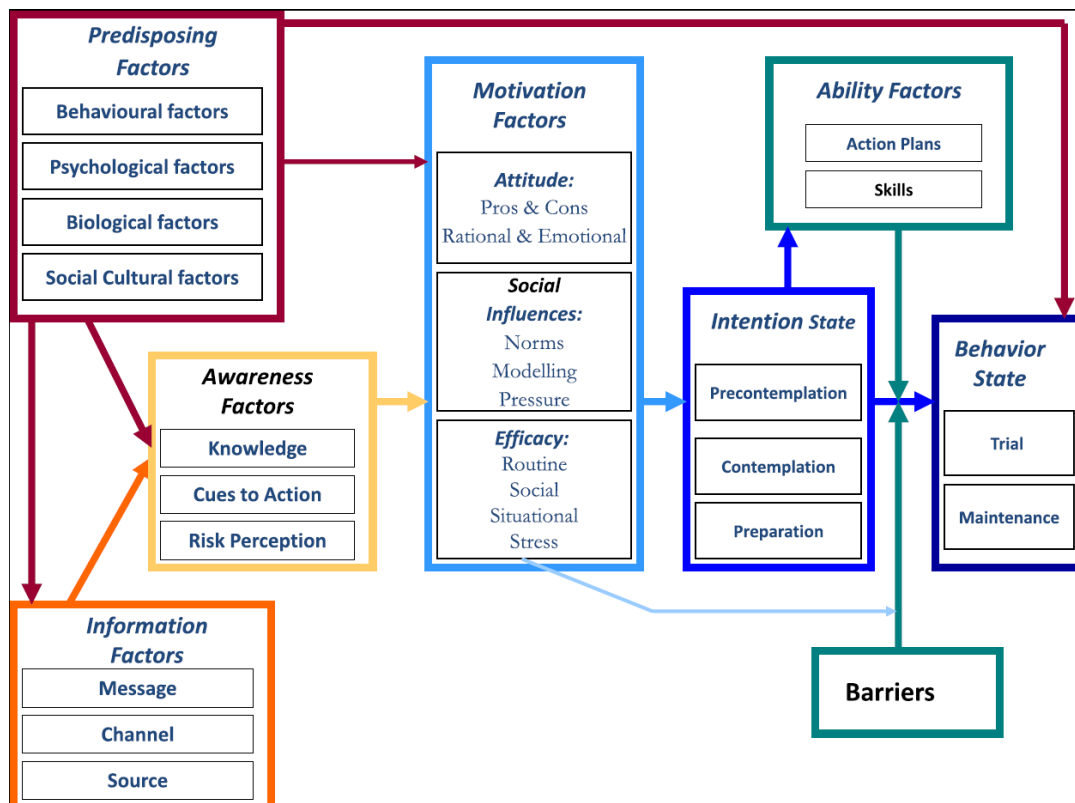 Predisposing
Factors
Behavioural factors
Psychological factors
Biological factors
Social Cultural factors
Awareness
Factors
Knowledge
Cues to Action
Risk Perception
Information
Factors
Message
Channel
Source
Motivation
Factors
Attitude:
Pros & Cons
Rational & Emotional
Social
Influences:
Norms
Modelling
Pressure
Efficacy:
Routine
Social
Situational
Stress
Intention State
Precontemplation
Contemplation
Preparation
Ability Factors
Action Plans
Skills
Barriers
Behavior
State
Trial
Maintenance